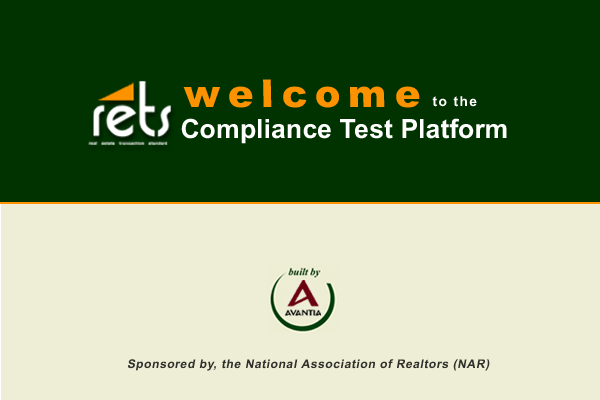 welcome to the
rets
Compliance Test Platform
real estate transaction standard
built by
AVANTIA
Sponsored by, the National Association of Realtors (NAR)